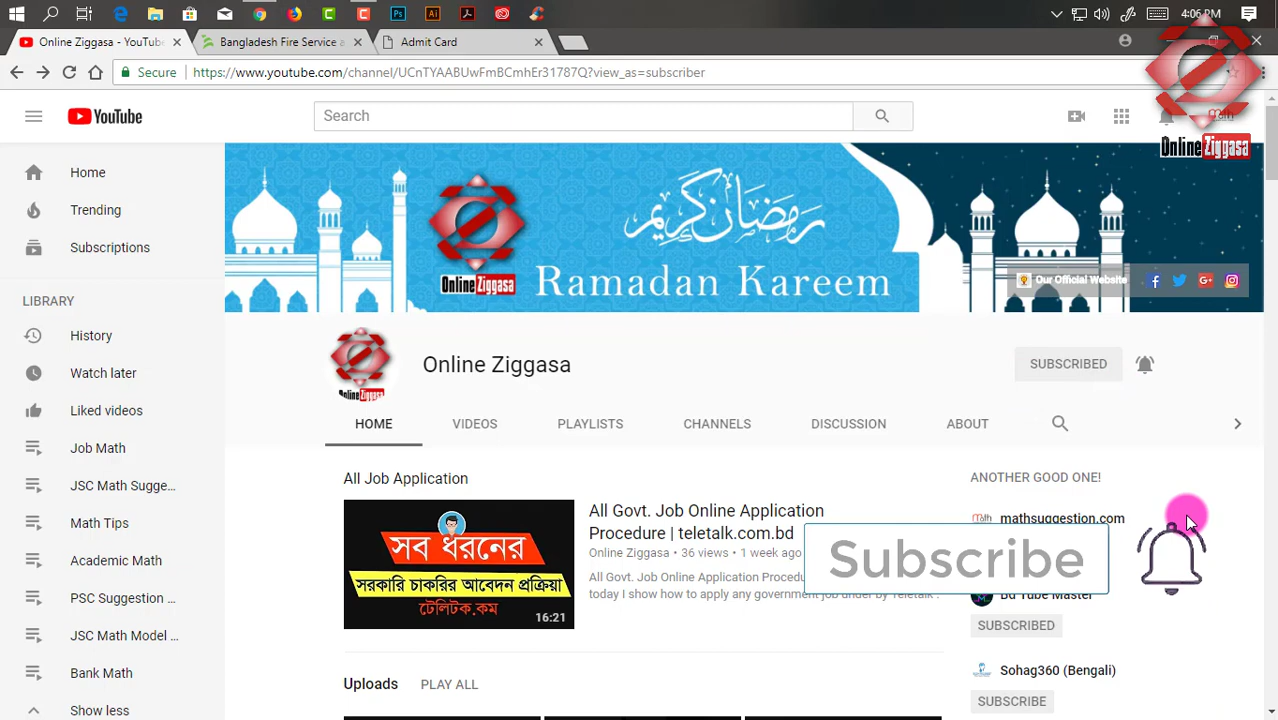 4:06 PM
Online Ziggasa - YouTube
Bangladesh Fire Service a
Admit Card
Secure
https://www.youtube.com/channel/UCnTYAABUwFmBCmhEr31787Q?view_as=subscriber
OnlineZiggasa
YouTube
Search
Home
Trending
Subscriptions
LIBRARY
History
Watch later
Liked videos
Job Math
JSC Math Sugge...
Math Tips
Academic Math
PSC Suggestion ...
JSC Math Model ...
Bank Math
Show less
OnlineZiggasa
رمضان كريم
Ramadan Kareem
Our Official Website
OnlineZiggasa
Online Ziggasa
SUBSCRIBED
HOME
VIDEOS
PLAYLISTS
CHANNELS
DISCUSSION
ABOUT
All Job Application
সব ধরনের
সরকারি চাকরির আবেদন প্রক্রিয়া
টেলিটক.কম
16:21
All Govt. Job Online Application
Procedure | teletalk.com.bd
Online Ziggasa • 36 views • 1 week ago
All Govt. Job Online Application Procedu
today I show how to apply any government job under by Teletalk .
Uploads
PLAY ALL
ANOTHER GOOD ONE!
mathsuggestion.com
Subscribe
Bd Tube Master
SUBSCRIBED
Sohag360 (Bengali)
SUBSCRIBE